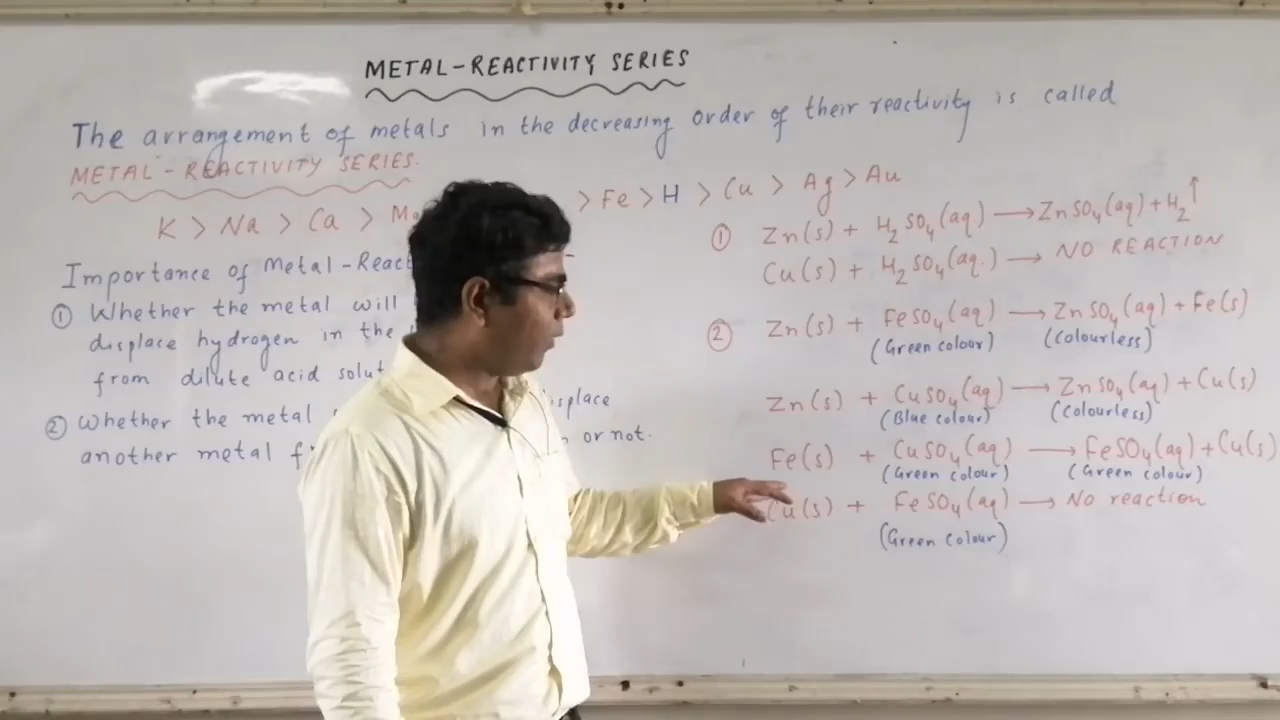 METAL-REACTIVITY SERIES
The arrangement of metals in the decreasing order of their reactivity is called
METAL-REACTIVITY SERIES.
K > Na > Ca > > Fe > H > Cu > Ag > Au
Importance of Metal-React
① Whether the metal will
displace hydrogen in the
from dilute acid solut
② Whether the metal splace
another metal or not.
① Zn(s) + H2SO4(aq) → ZnSO4(aq) + H2↑
Cu(s) + H2SO4(aq.) → NO REACTION
② Zn(s) + FeSO4(aq) → ZnSO4(aq) + Fe(s)
(Green colour) (Colourless)
Zn(s) + CuSO4(aq) → ZnSO4(aq) + Cu(s)
(Blue colour) (Colourless)
Fe(s) + CuSO4(aq) → FeSO4(aq) + Cu(s)
(Green colour) (Green colour)
Cu(s) + FeSO4(aq) → No reaction
(Green colour)